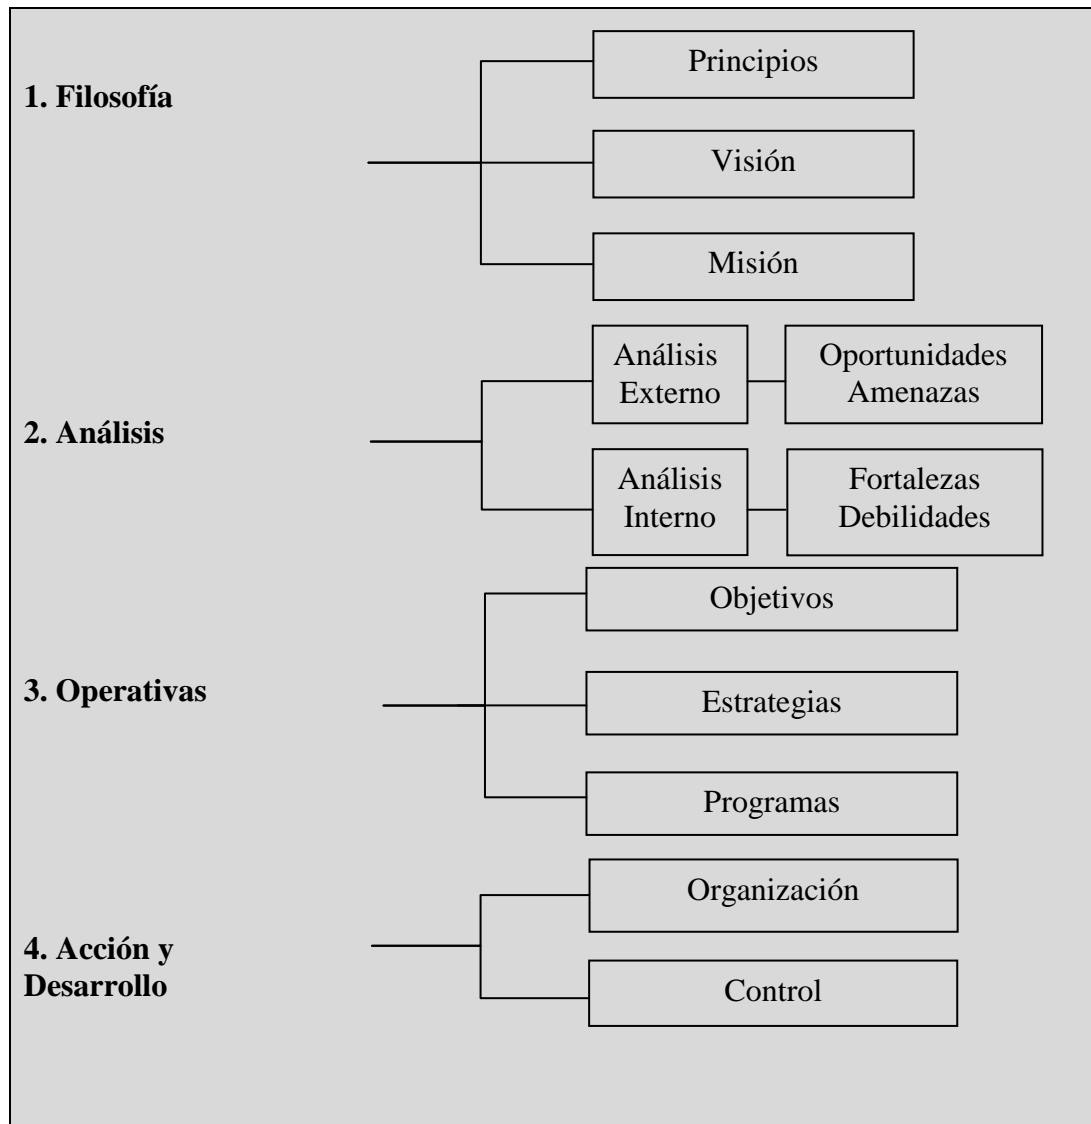 1. Filosofía
Principios
Visión
Misión
2. Análisis
Análisis
Externo
Oportunidades
Amenazas
Análisis
Interno
Fortalezas
Debilidades
3. Operativas
Objetivos
Estrategias
Programas
4. Acción y
Desarrollo
Organización
Control